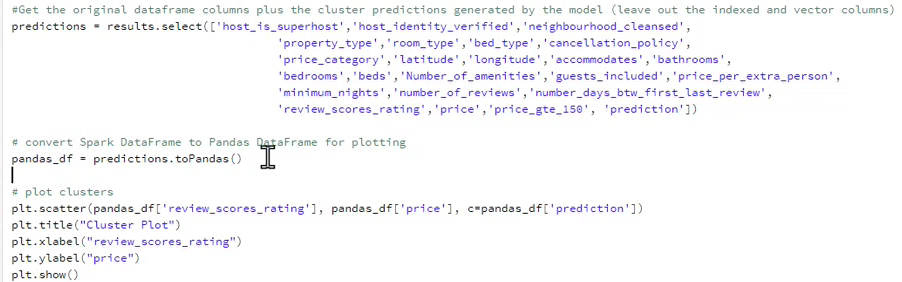 #Get the original dataframe columns plus the cluster predictions generated by the model (leave out the indexed and vector columns)
predictions = results.select(['host_is_superhost','host_identity_verified','neighbourhood_cleansed',
'property_type','room_type','bed_type','cancellation_policy',
'price_category','latitude','longitude','accommodates','bathrooms',
'bedrooms','beds','Number_of_amenities','guests_included','price_per_extra_person',
'minimum_nights','number_of_reviews','number_days_btw_first_last_review',
'review_scores_rating','price','price_gte_150', 'prediction'])
# convert Spark DataFrame to Pandas DataFrame for plotting
pandas_df = predictions.toPandas()
# plot clusters
plt.scatter(pandas_df['review_scores_rating'], pandas_df['price'], c=pandas_df['prediction'])
plt.title("Cluster Plot")
plt.xlabel("review_scores_rating")
plt.ylabel("price")
plt.show()